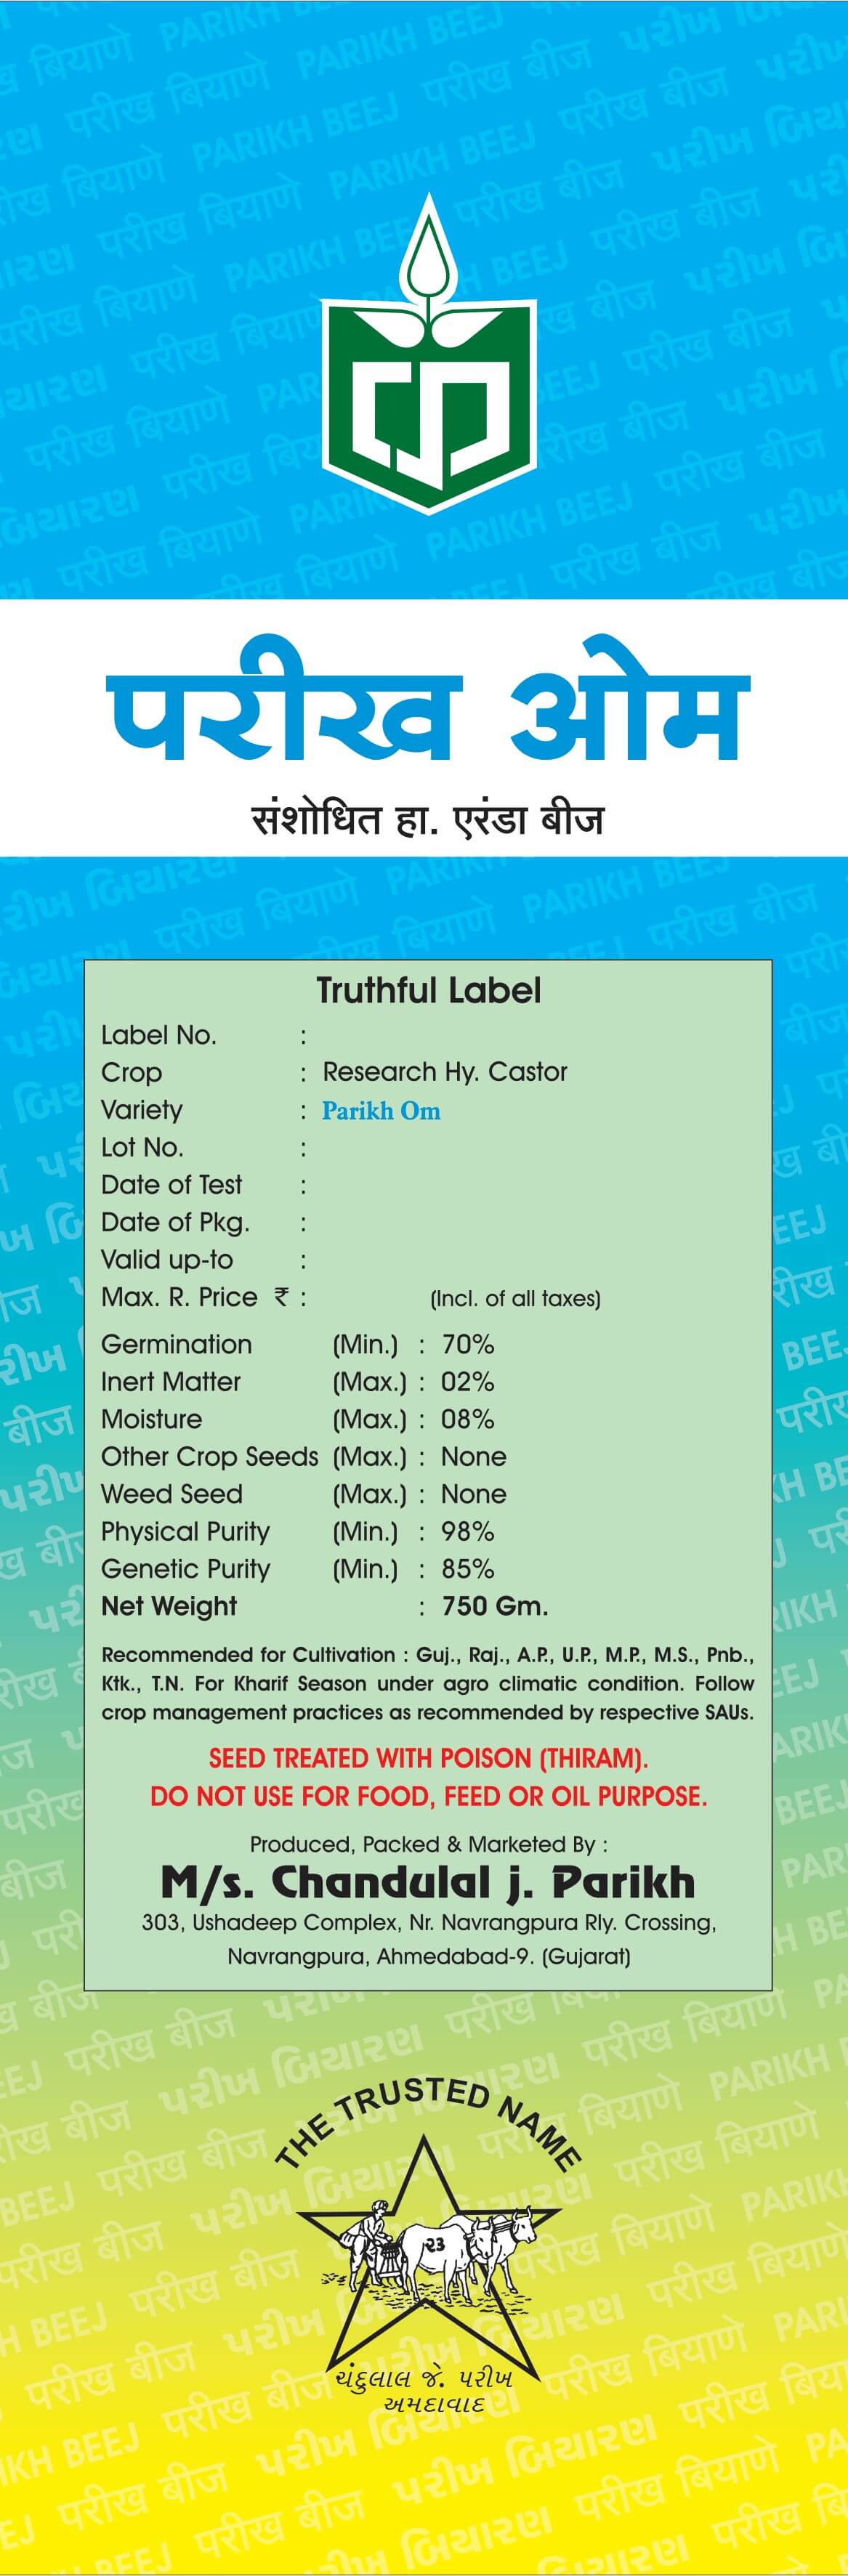 परीख ओम
संशोधित हा. एरंडा बीज
Truthful Label
Label No. :
Crop : Research Hy. Castor
Variety : Parikh Om
Lot No. :
Date of Test :
Date of Pkg. :
Valid up-to :
Max. R. Price ₹ : (Incl. of all taxes)
Germination (Min.) : 70%
Inert Matter (Max.) : 02%
Moisture (Max.) : 08%
Other Crop Seeds (Max.) : None
Weed Seed (Max.) : None
Physical Purity (Min.) : 98%
Genetic Purity (Min.) : 85%
Net Weight : 750 Gm.
Recommended for Cultivation : Guj., Raj., A.P., U.P., M.P., M.S., Pnb.,
Ktk., T.N. For Kharif Season under agro climatic condition. Follow
crop management practices as recommended by respective SAUs.
SEED TREATED WITH POISON (THIRAM).
DO NOT USE FOR FOOD, FEED OR OIL PURPOSE.
Produced, Packed & Marketed By :
M/s. Chandulal j. Parikh
303, Ushadeep Complex, Nr. Navrangpura Rly. Crossing,
Navrangpura, Ahmedabad-9. (Gujarat)
THE TRUSTED NAME
૨૩
ચંદુલાલ જે. પરીખ
અમદાવાદ